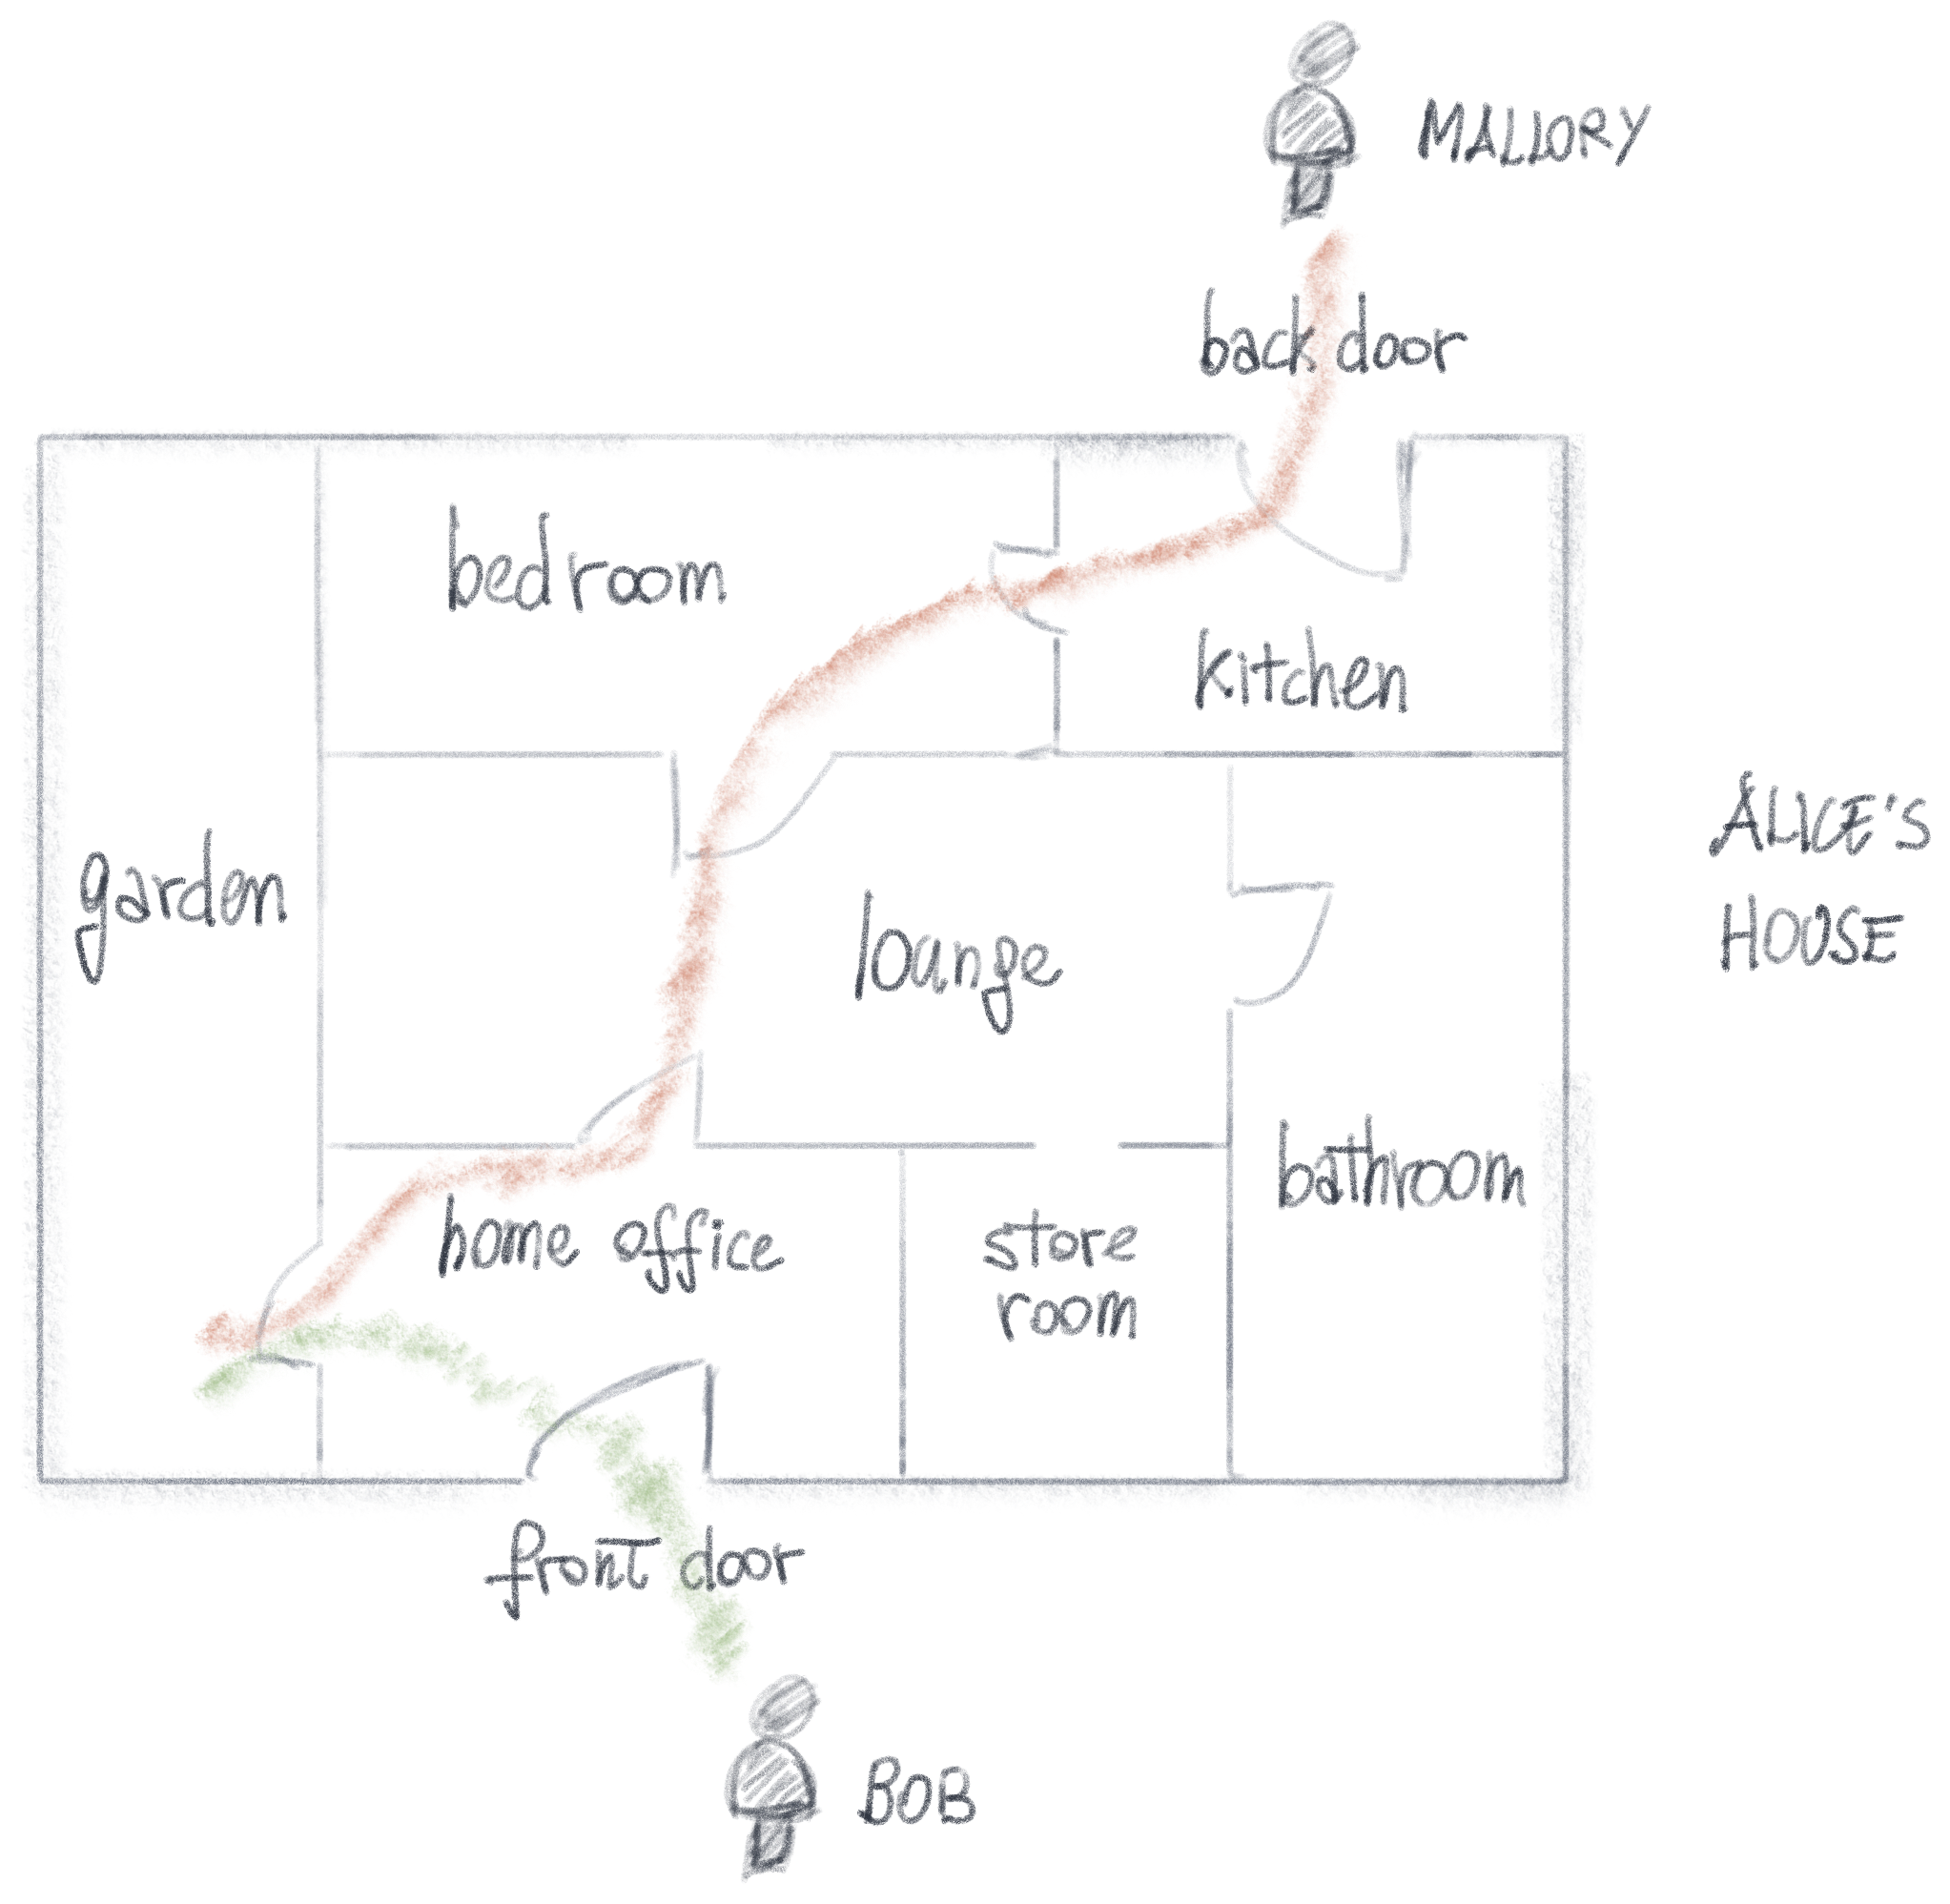 MALLORY
back door
bedroom
kitchen
ALICE'S
HOUSE
garden
lounge
bathroom
home office
store
room
front door
BOB